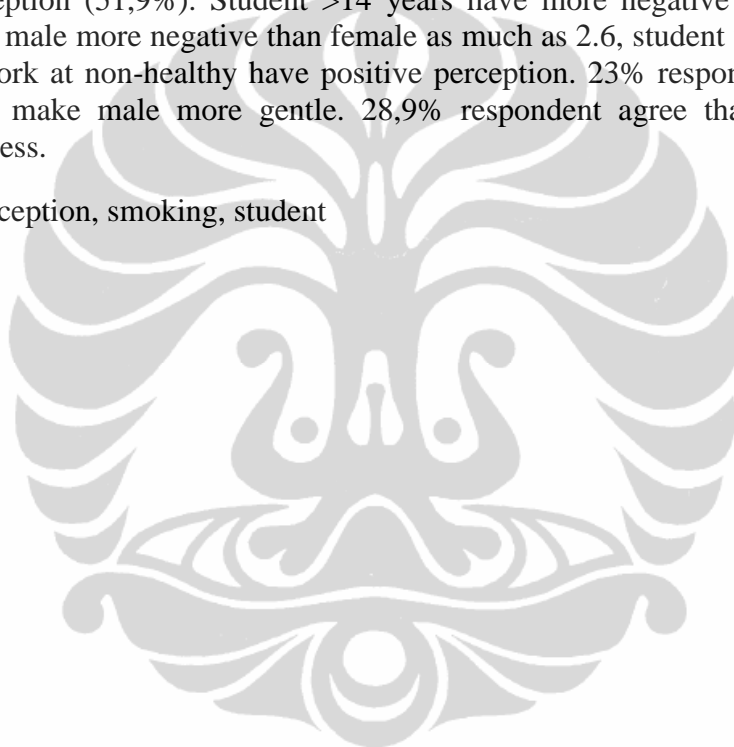 ception (51,9%). Student >14 years have more negative
male more negative than female as much as 2.6, student
ork at non-healthy have positive perception. 23% respon
make male more gentle. 28,9% respondent agree tha
ess.
ception, smoking, student